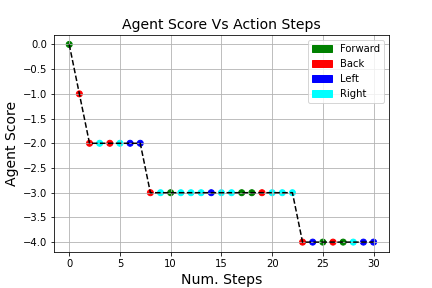 Agent Score Vs Action Steps
0.0
−0.5
−1.0
−1.5
−2.0
−2.5
−3.0
−3.5
−4.0
Agent Score
Forward
Back
Left
Right
0 5 10 15 20 25 30
Num. Steps